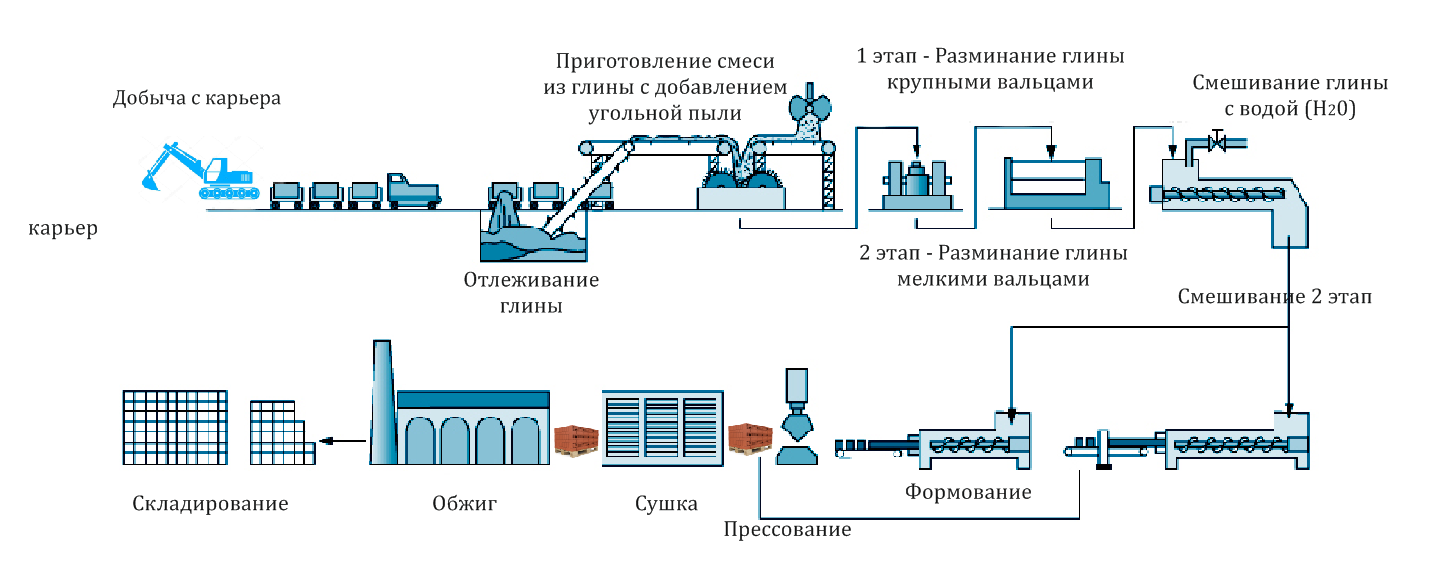 Добыча с карьера
карьер
Отлеживание
глины
Приготовление смеси
из глины с добавлением
угольной пыли
1 этап - Разминание глины
крупными вальцами
2 этап - Разминание глины
мелкими вальцами
Смешивание глины
с водой (H20)
Смешивание 2 этап
Формование
Прессование
Сушка
Обжиг
Складирование